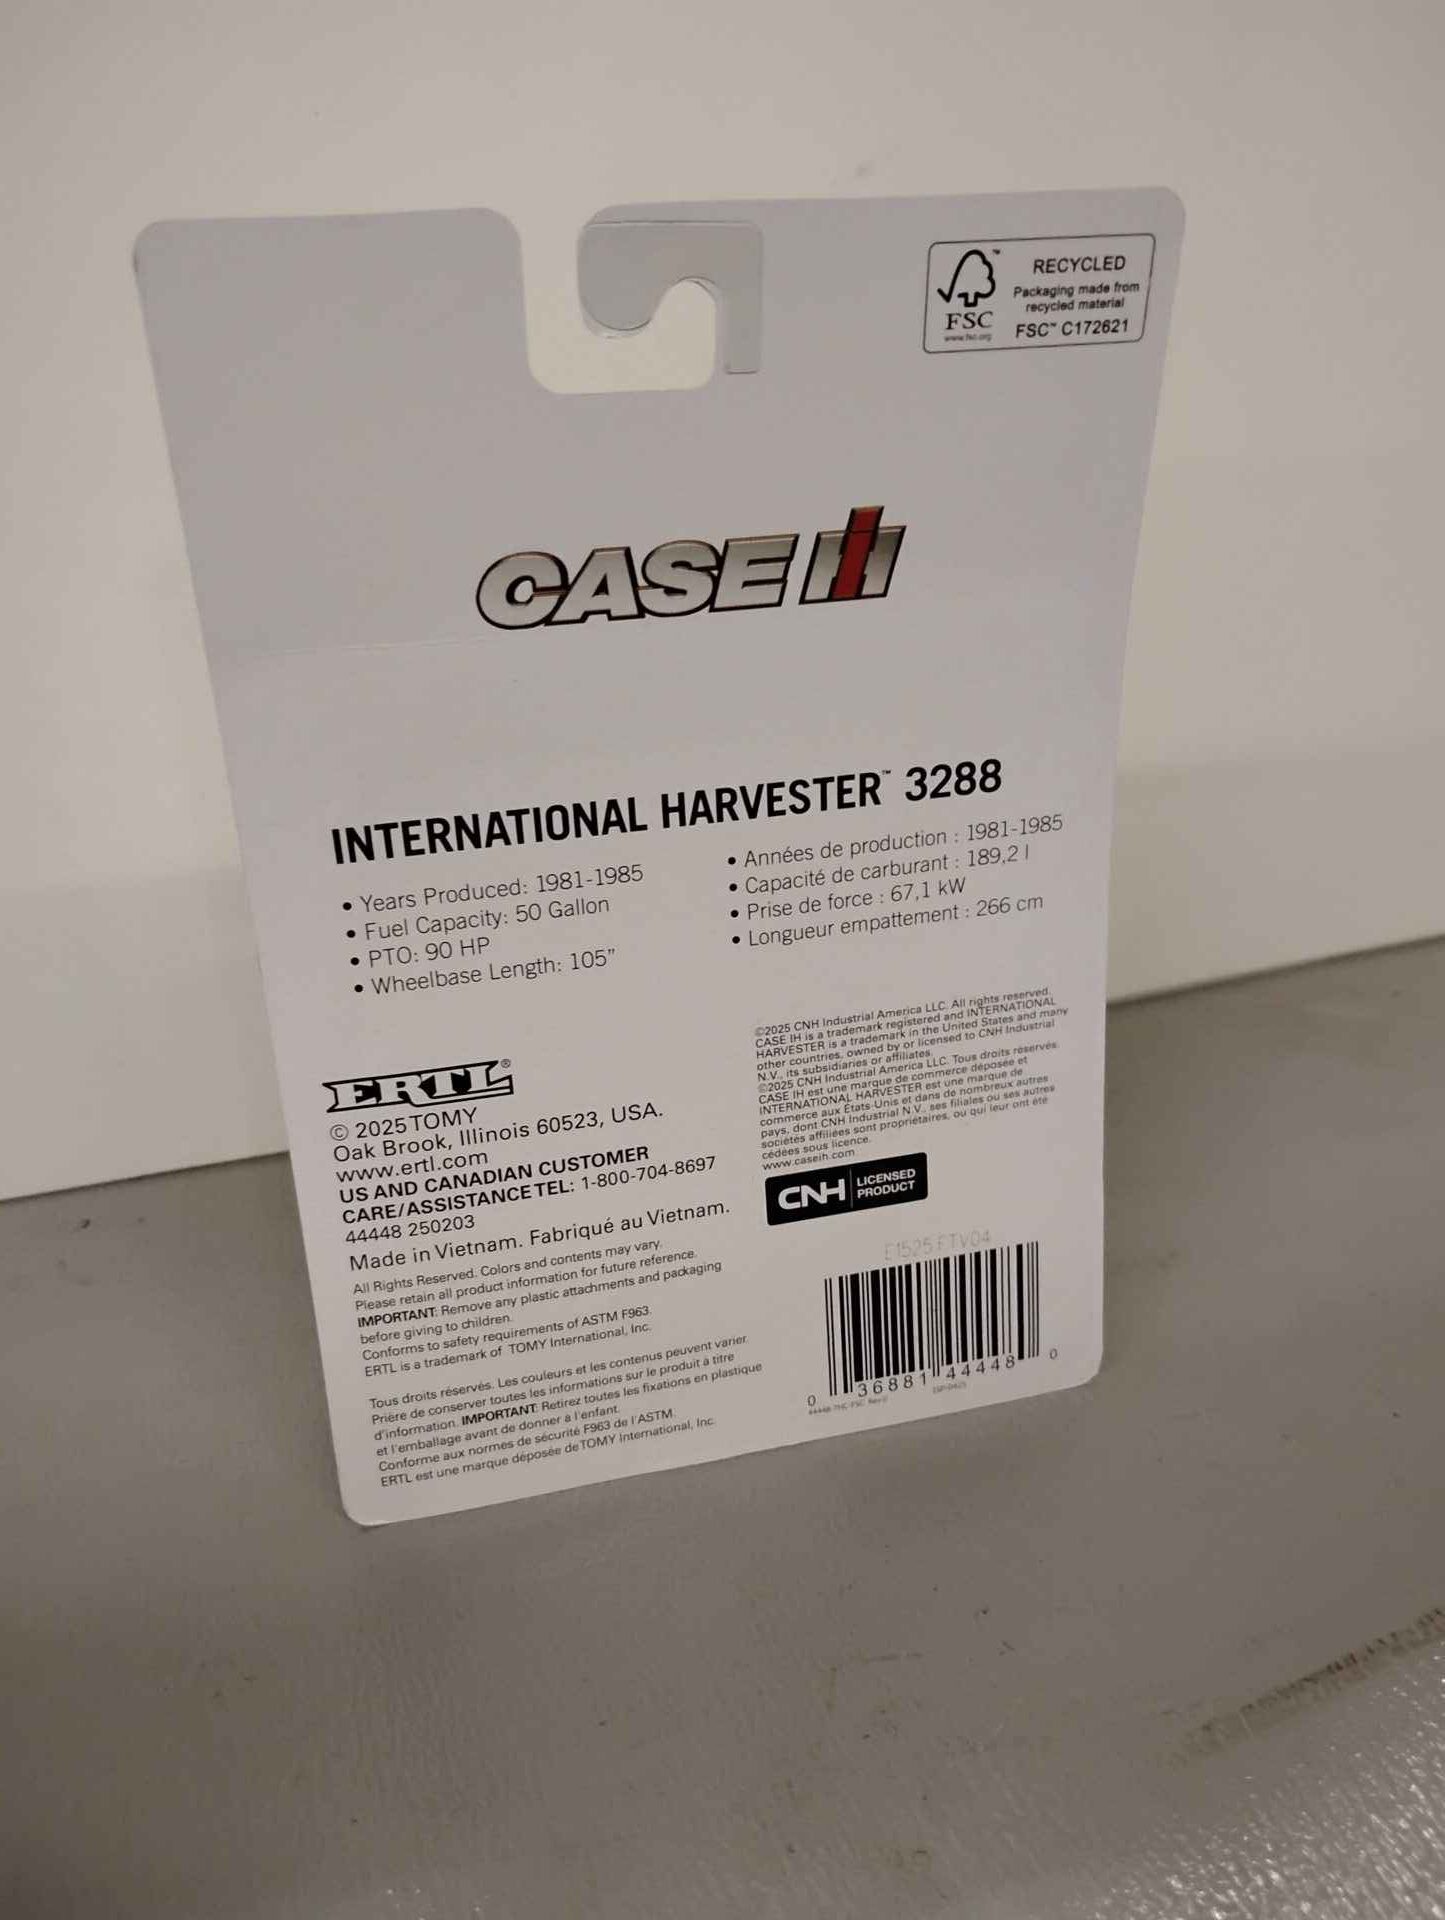 RECYCLED
Packaging made from
recycled material
FSC™ C172621
FSC
www.fsc.org
CASE IH
INTERNATIONAL HARVESTER™ 3288
• Years Produced: 1981-1985
• Fuel Capacity: 50 Gallon
• PTO: 90 HP
• Wheelbase Length: 105”
• Années de production : 1981-1985
• Capacité de carburant : 189,2 l
• Prise de force : 67,1 kW
• Longueur empattement : 266 cm
©2025 CNH Industrial America LLC. All rights reserved.
CASE IH is a trademark registered and INTERNATIONAL
HARVESTER is a trademark in the United States and many
other countries, owned by or licensed to CNH Industrial
N.V., its subsidiaries or affiliates.
©2025 CNH Industrial America LLC. Tous droits réservés.
CASE IH est une marque de commerce déposée et
INTERNATIONAL HARVESTER est une marque de
commerce aux États-Unis et dans de nombreux autres
pays, dont CNH Industrial N.V., ses filiales ou ses autres
sociétés affiliées sont propriétaires, ou qui leur ont été
cédées sous licence.
www.caseih.com
CNH LICENSED
PRODUCT
ERTL®
© 2025 TOMY
Oak Brook, Illinois 60523, USA.
www.ertl.com
US AND CANADIAN CUSTOMER
CARE/ASSISTANCE TEL: 1-800-704-8697
44448 250203
Made in Vietnam. Fabriqué au Vietnam.
All Rights Reserved. Colors and contents may vary.
Please retain all product information for future reference.
IMPORTANT: Remove any plastic attachments and packaging
before giving to children.
Conforms to safety requirements of ASTM F963.
ERTL is a trademark of TOMY International, Inc.
Tous droits réservés. Les couleurs et les contenus peuvent varier.
Prière de conserver toutes les informations sur le produit à titre
d'information. IMPORTANT: Retirez toutes les fixations en plastique
et l'emballage avant de donner à l'enfant.
Conforme aux normes de sécurité F963 de l'ASTM.
ERTL est une marque déposée de TOMY International, Inc.
E1525FTV04
0 36881 44448 0